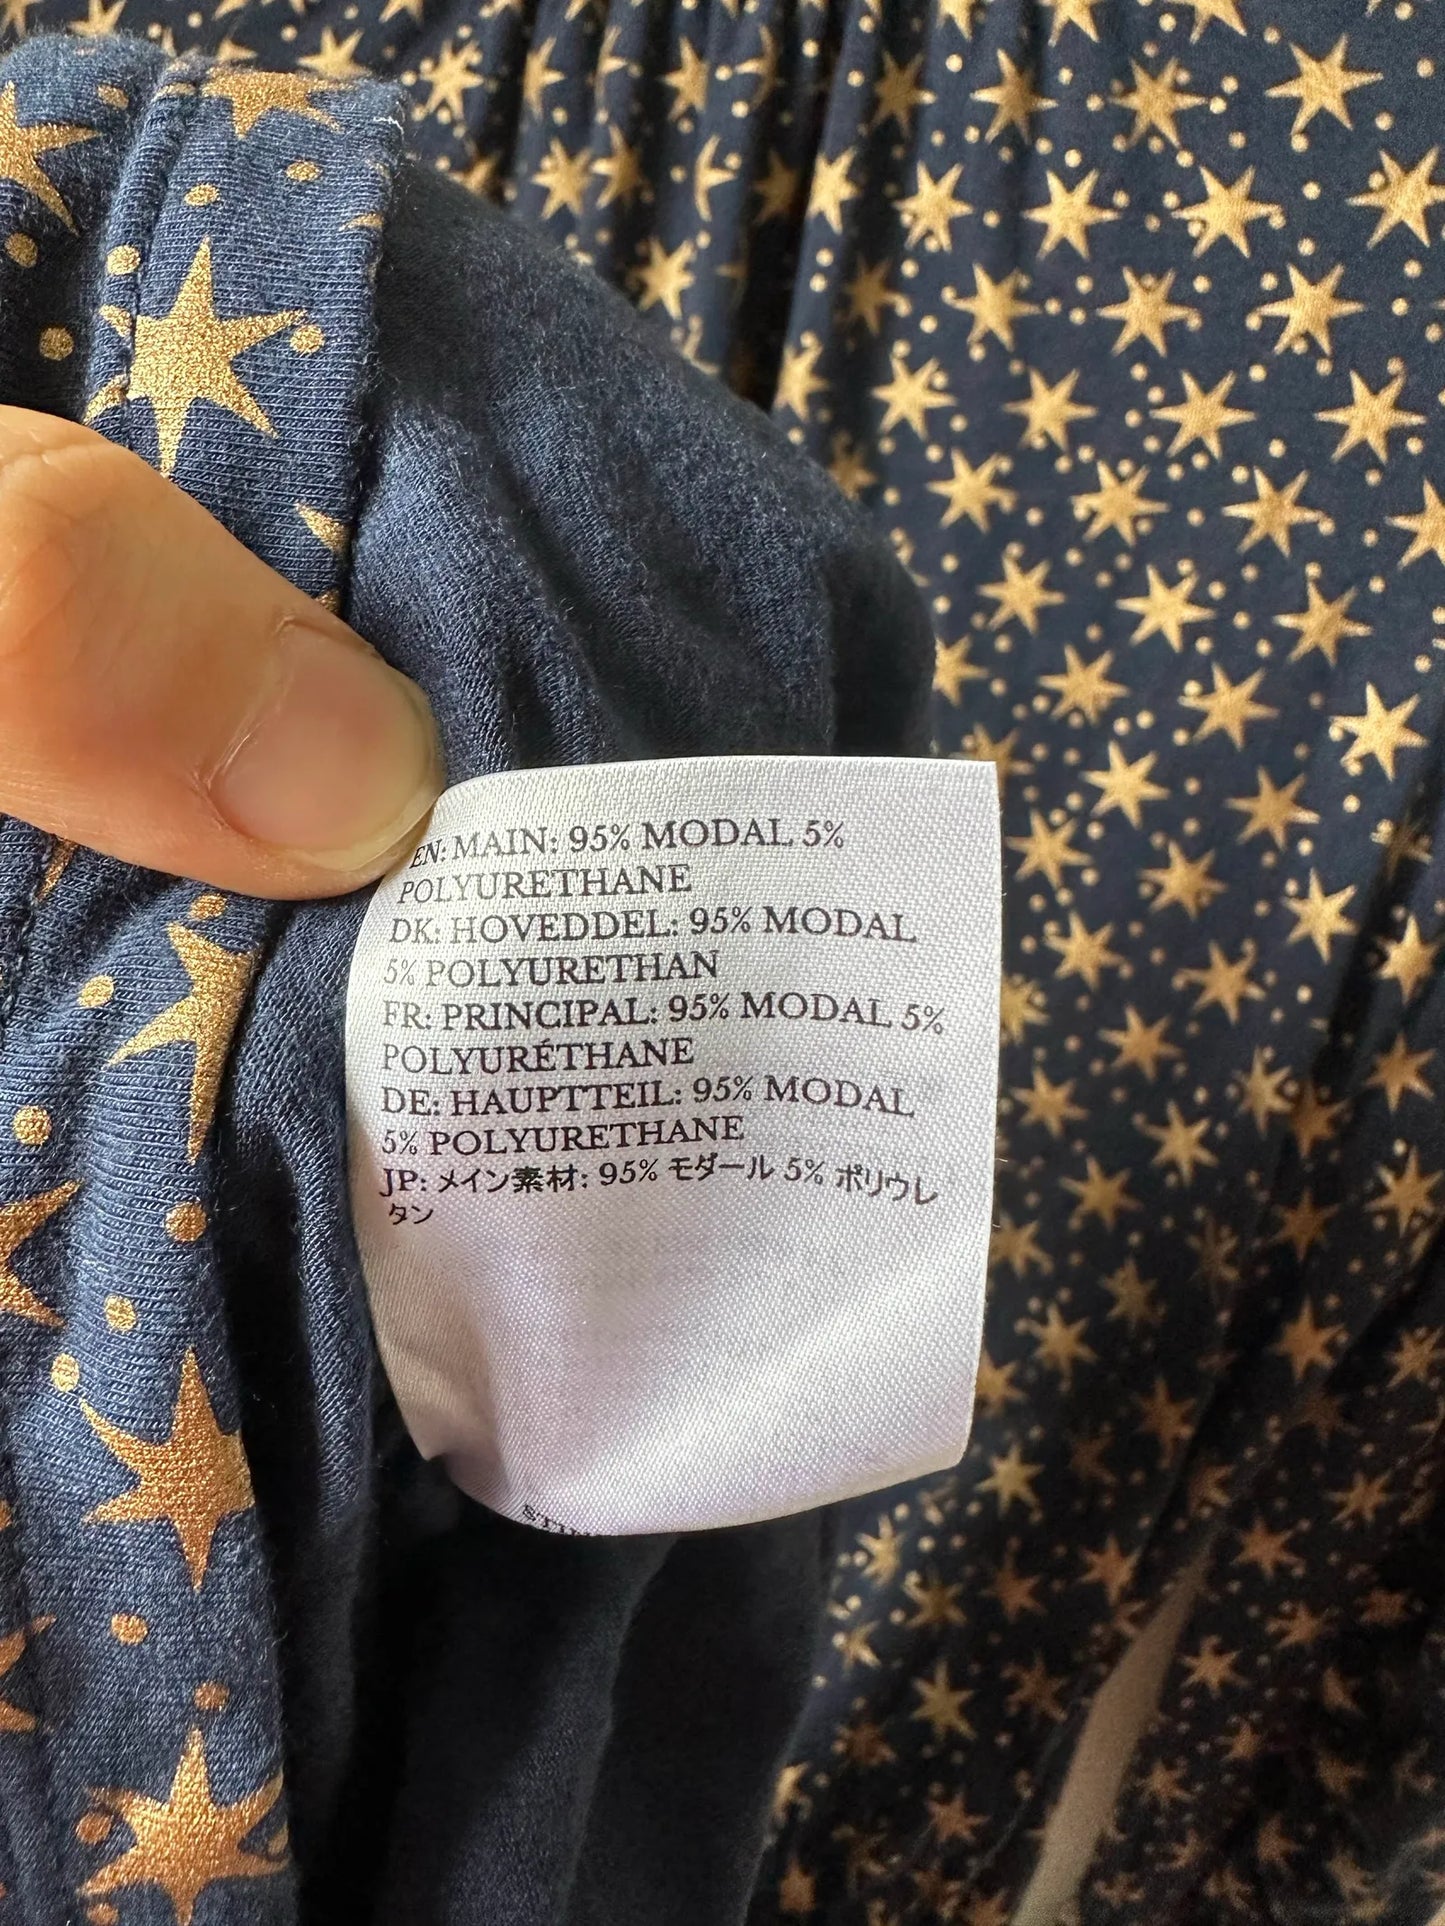 EN: MAIN: 95% MODAL 5%
POLYURETHANE
DK: HOVEDDEL: 95% MODAL
5% POLYURETHAN
FR: PRINCIPAL: 95% MODAL 5%
POLYURÉTHANE
DE: HAUPTTEIL: 95% MODAL
5% POLYURETHANE
JP: メイン素材: 95% モダール 5% ポリウレ
タン